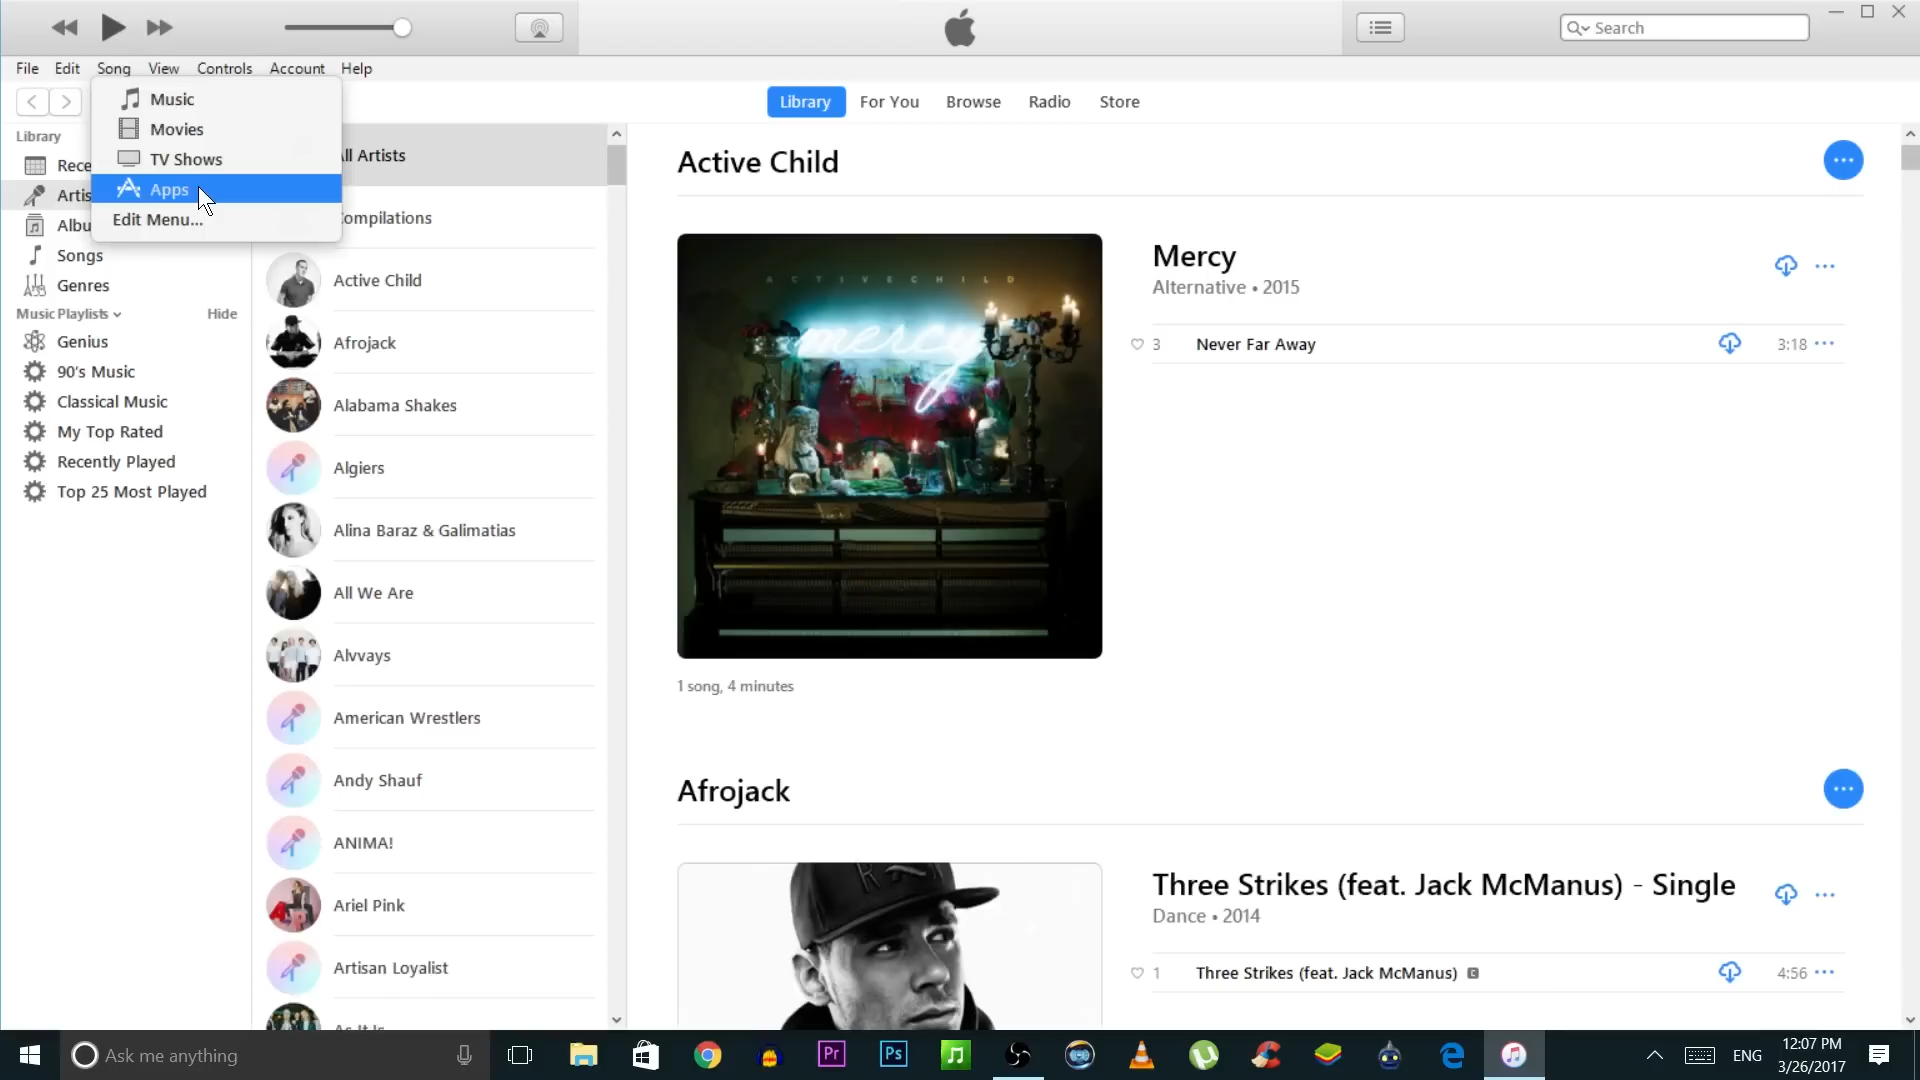 Search
File Edit Song View Controls Account Help
Music
Movies
TV Shows
Apps
Edit Menu...
Library For You Browse Radio Store
Library
Rece
Artis
Albu
Songs
Genres
Music Playlists Hide
Genius
90's Music
Classical Music
My Top Rated
Recently Played
Top 25 Most Played
ll Artists
ompilations
Active Child
Afrojack
Alabama Shakes
Algiers
Alina Baraz & Galimatias
All We Are
Alvvays
American Wrestlers
Andy Shauf
ANIMA!
Ariel Pink
Artisan Loyalist
As It Is
Active Child
ACTIVE CHILD
mercy
1 song, 4 minutes
Mercy
Alternative • 2015
3 Never Far Away 3:18
Afrojack
Three Strikes (feat. Jack McManus) - Single
Dance • 2014
1 Three Strikes (feat. Jack McManus) C 4:56
Ask me anything
Pr
Ps
ENG
12:07 PM
3/26/2017